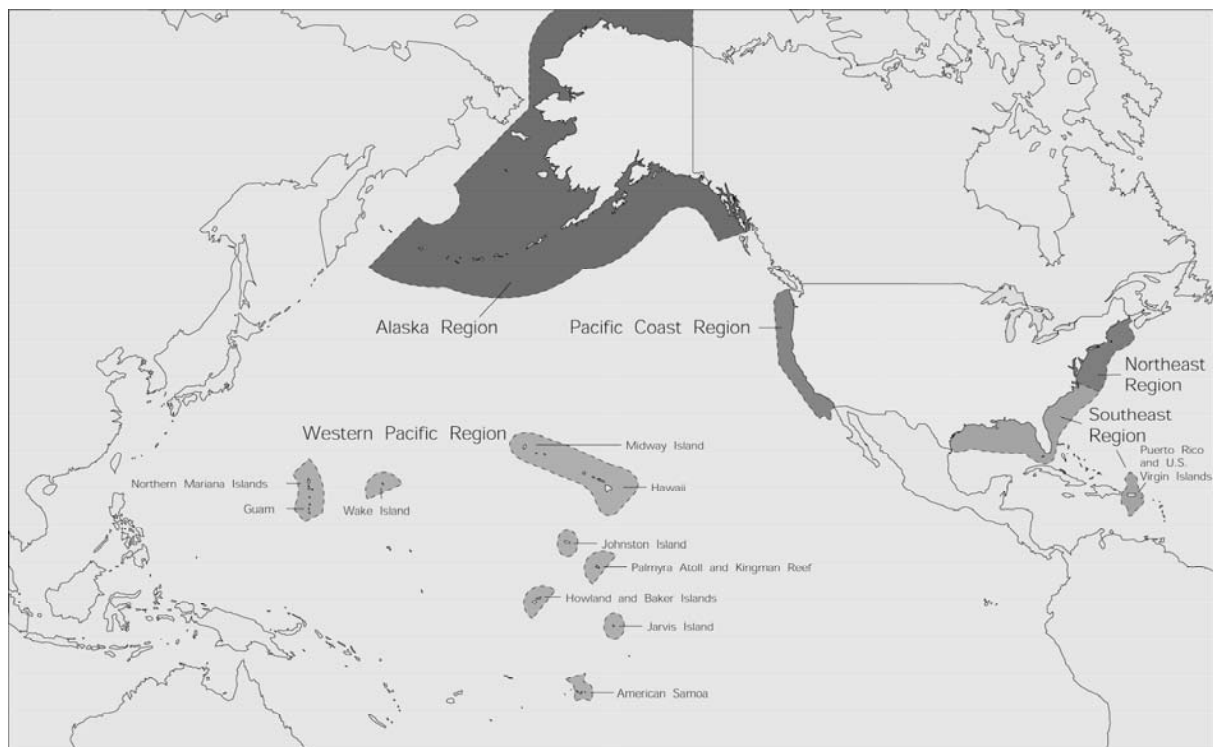 Alaska Region
Pacific Coast Region
Northeast
Region
Southeast
Region
Puerto Rico
and U.S.
Virgin Islands
Western Pacific Region
Midway Island
Northern Mariana Islands
Hawaii
Guam
Wake Island
Johnston Island
Palmyra Atoll and Kingman Reef
Howland and Baker Islands
Jarvis Island
American Samoa